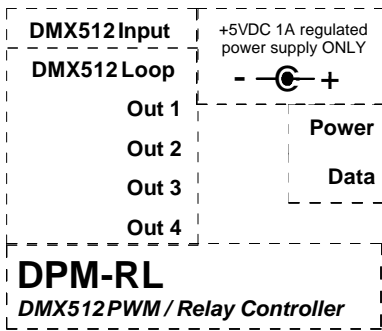 DMX512 Input
DMX512 Loop
Out 1
Out 2
Out 3
Out 4
+5VDC 1A regulated
power supply ONLY
- +
Power
Data
DPM-RL
DMX512 PWM / Relay Controller